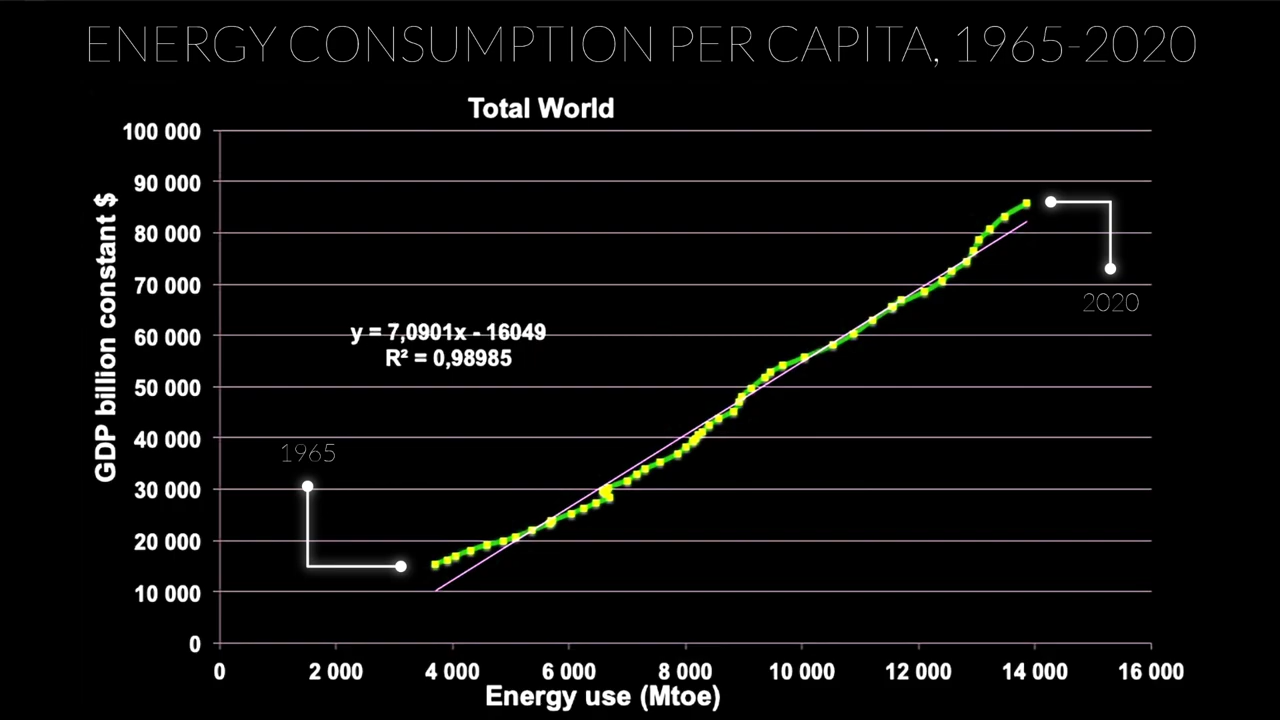 ENERGY CONSUMPTION PER CAPITA, 1965-2020
Total World
100 000
90 000
80 000
70 000
60 000
50 000
40 000
30 000
20 000
10 000
0
GDP billion constant $
y = 7,0901x - 16049
R² = 0,98985
1965
2020
0 2 000 4 000 6 000 8 000 10 000 12 000 14 000 16 000
Energy use (Mtoe)